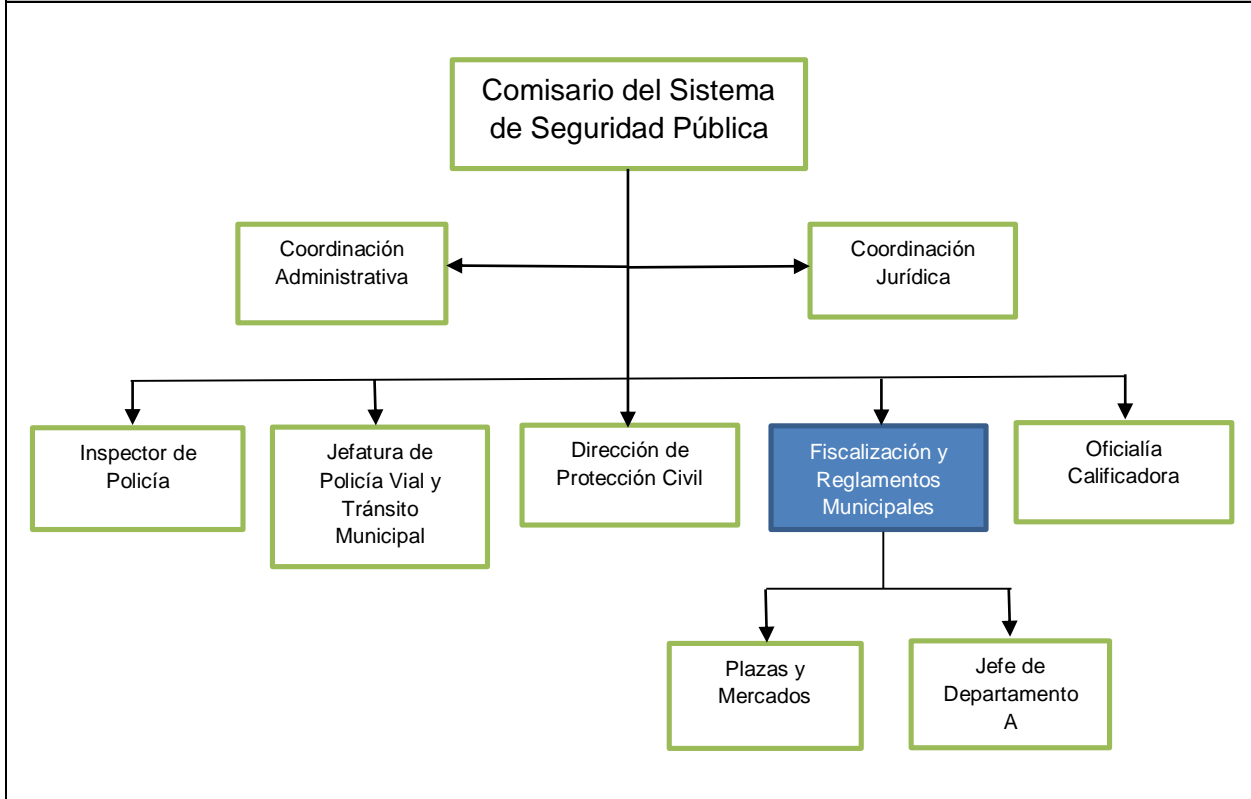 Comisario del Sistema
de Seguridad Pública
Coordinación
Administrativa
Coordinación
Jurídica
Inspector de
Policía
Jefatura de
Policía Vial y
Tránsito
Municipal
Dirección de
Protección Civil
Fiscalización y
Reglamentos
Municipales
Oficialía
Calificadora
Plazas y
Mercados
Jefe de
Departamento
A